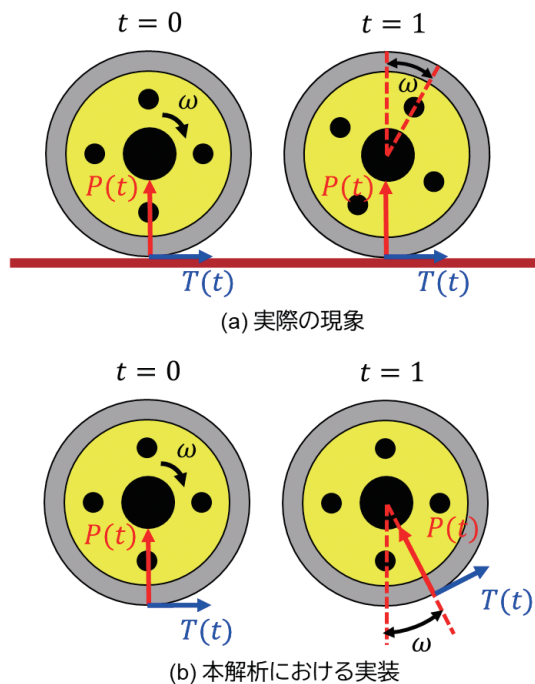 t = 0
t = 1
ω
ω
P(t)
P(t)
T(t)
T(t)
(a) 実際の現象
t = 0
t = 1
ω
P(t)
P(t)
T(t)
T(t)
ω
(b) 本解析における実装